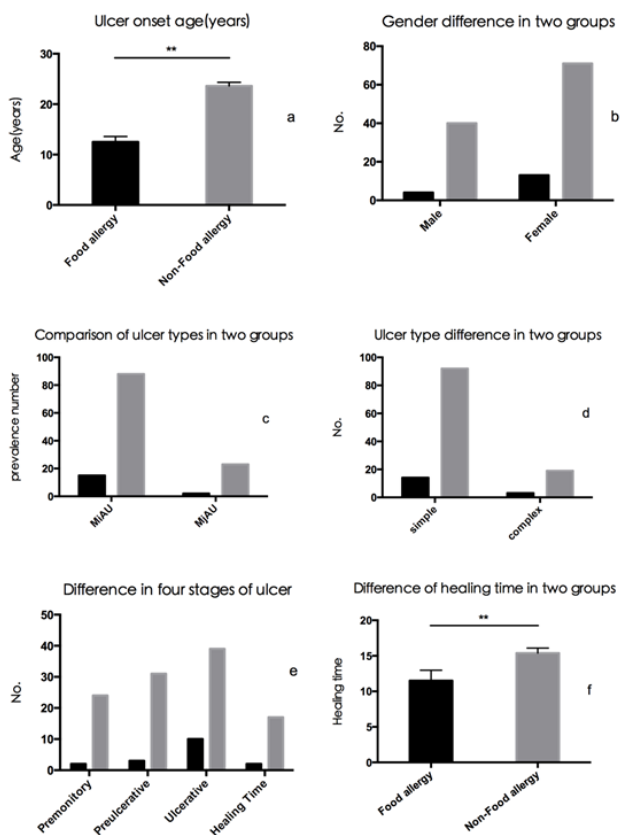 Ulcer onset age(years)
**
Age(years)
30
20
10
0
Food allergy
Non-Food allergy
a
Gender difference in two groups
No.
80
60
40
20
0
Male
Female
b
Comparison of ulcer types in two groups
prevalence number
100
80
60
40
20
0
MiAU
MjAU
c
Ulcer type difference in two groups
No.
100
80
60
40
20
0
simple
complex
d
Difference in four stages of ulcer
No.
50
40
30
20
10
0
Premonitory
Preulcerative
Ulcerative
Healing Time
e
Difference of healing time in two groups
**
Healing time
20
15
10
5
0
Food allergy
Non-Food allergy
f